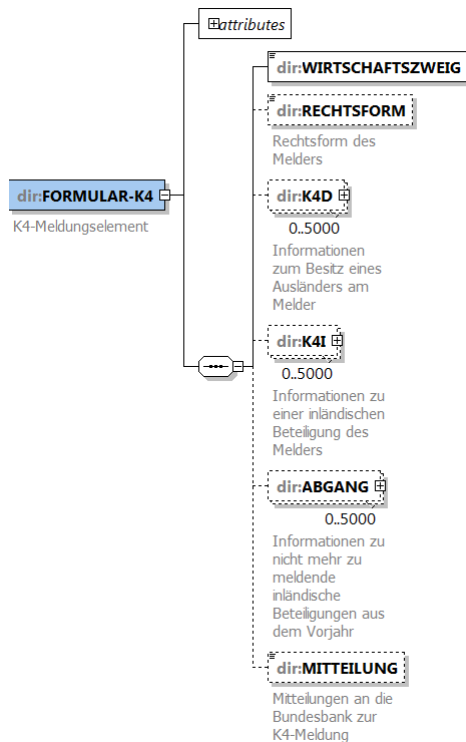 attributes
dir:WIRTSCHAFTSZWEIG
dir:RECHTSFORM
Rechtsform des
Melders
dir:FORMULAR-K4
K4-Meldungselement
dir:K4D
0..5000
Informationen
zum Besitz eines
Ausländers am
Melder
dir:K4I
0..5000
Informationen zu
einer inländischen
Beteiligung des
Melders
dir:ABGANG
0..5000
Informationen zu
nicht mehr zu
meldende
inländische
Beteiligungen aus
dem Vorjahr
dir:MITTEILUNG
Mitteilungen an die
Bundesbank zur
K4-Meldung